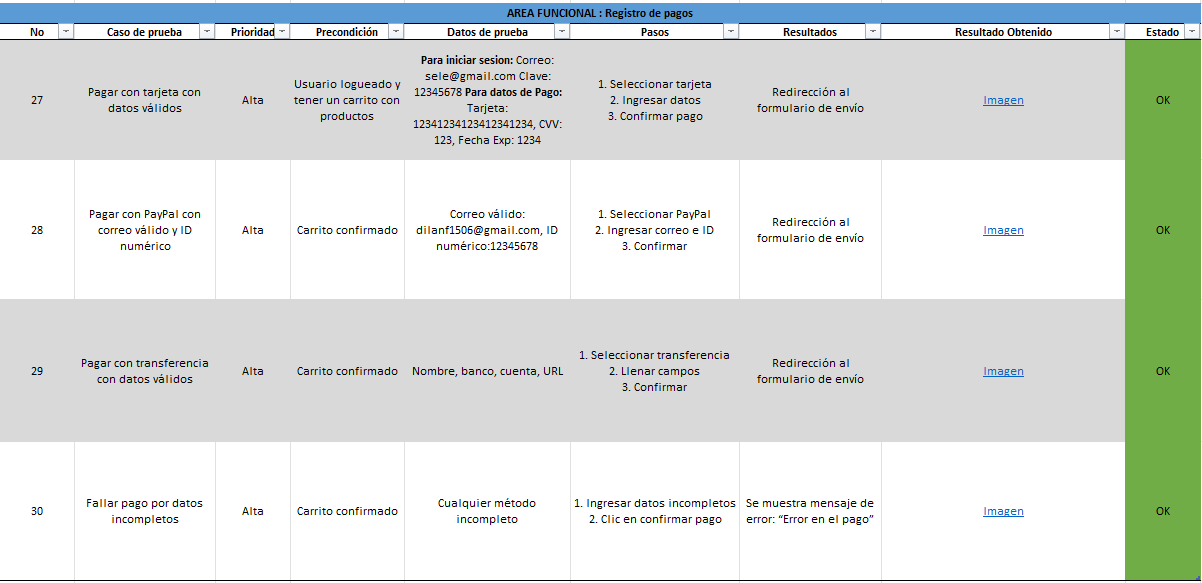 AREA FUNCIONAL : Registro de pagos
No Caso de prueba Prioridad Precondición Datos de prueba Pasos Resultados Resultado Obtenido Estado
27
Pagar con tarjeta con
datos válidos
Alta
Usuario logueado y
tener un carrito con
productos
Para iniciar sesion: Correo:
sele@gmail.com Clave:
12345678 Para datos de Pago:
Tarjeta:
12341234123412341234, CVV:
123, Fecha Exp: 1234
1. Seleccionar tarjeta
2. Ingresar datos
3. Confirmar pago
Redirección al
formulario de envío
Imagen
OK
28
Pagar con PayPal con
correo válido y ID
numérico
Alta
Carrito confirmado
Correo válido:
dilanf1506@gmail.com, ID
numérico:12345678
1. Seleccionar PayPal
2. Ingresar correo e ID
3. Confirmar
Redirección al
formulario de envío
Imagen
OK
29
Pagar con transferencia
con datos válidos
Alta
Carrito confirmado
Nombre, banco, cuenta, URL
1. Seleccionar transferencia
2. Llenar campos
3. Confirmar
Redirección al
formulario de envío
Imagen
OK
30
Fallar pago por datos
incompletos
Alta
Carrito confirmado
Cualquier método
incompleto
1. Ingresar datos incompletos
2. Clic en confirmar pago
Se muestra mensaje de
error: “Error en el pago”
Imagen
OK